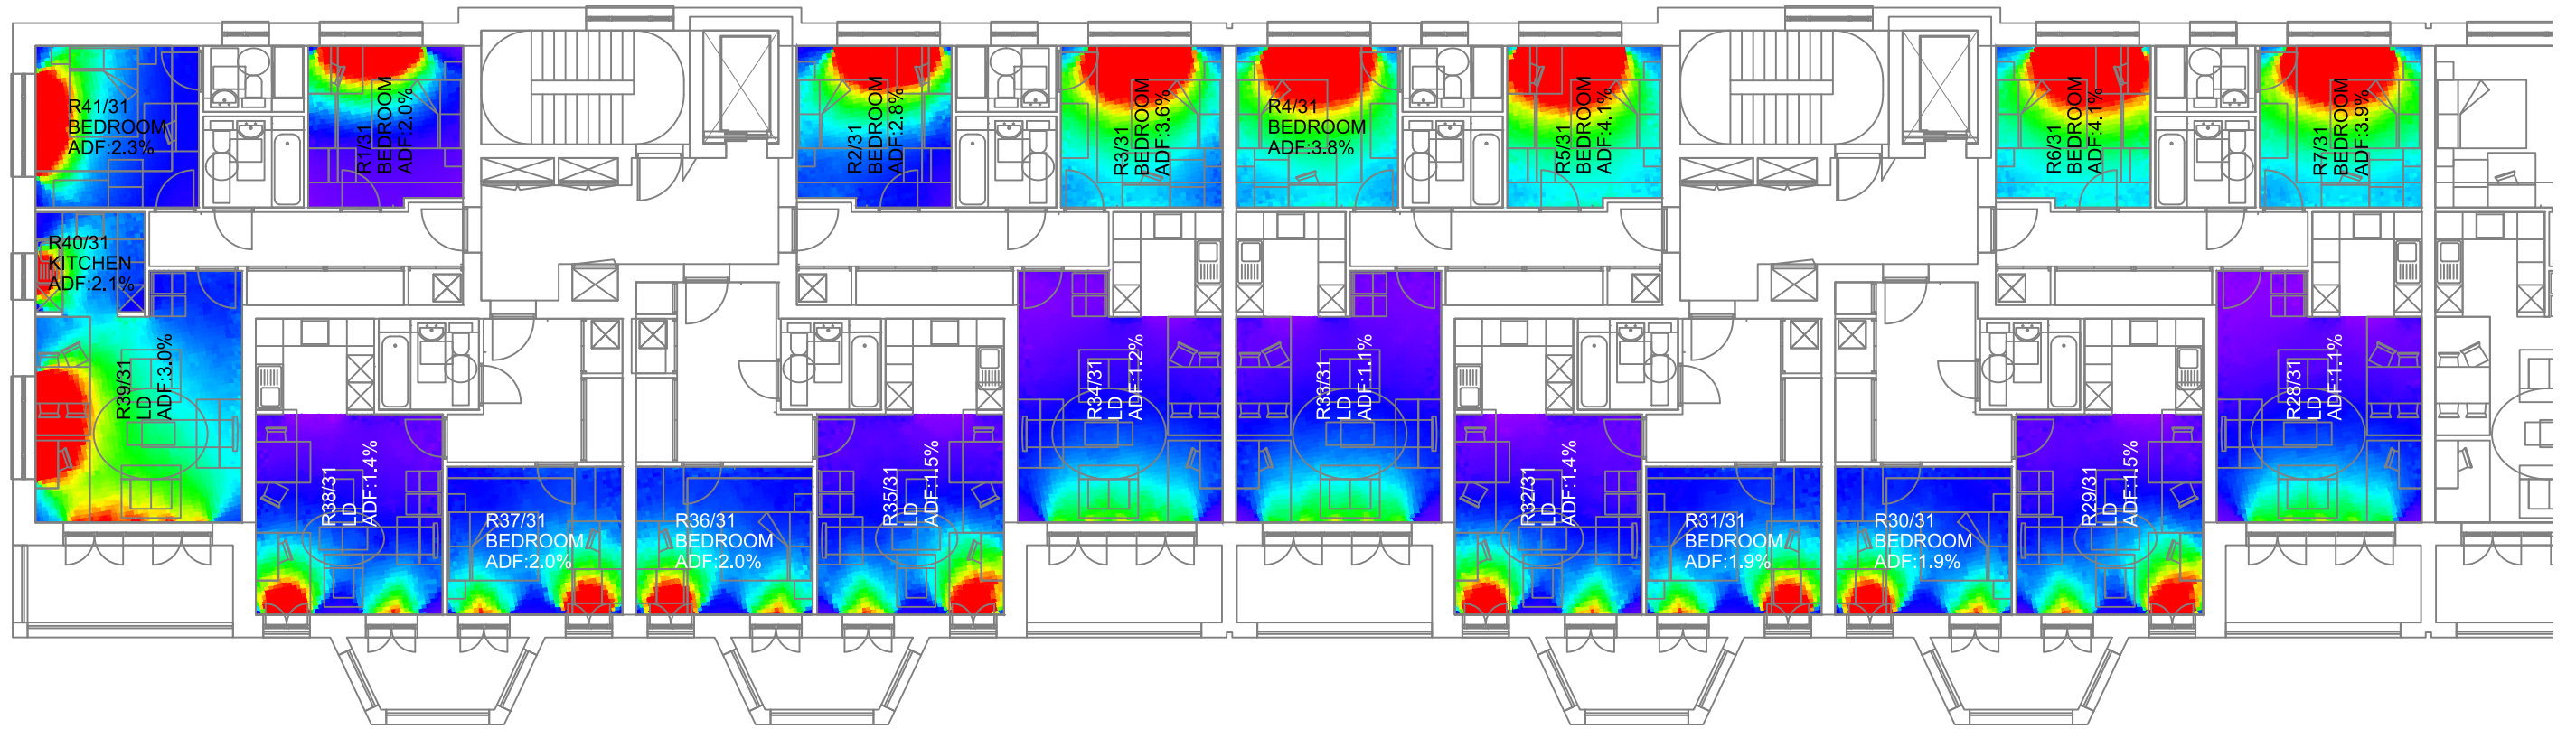 R41/31
BEDROOM
ADF:2.3%
R1/31
BEDROOM
ADF:2.0%
R2/31
BEDROOM
ADF:2.8%
R3/31
BEDROOM
ADF:3.6%
R4/31
BEDROOM
ADF:3.8%
R5/31
BEDROOM
ADF:4.1%
R6/31
BEDROOM
ADF:4.1%
R7/31
BEDROOM
ADF:3.9%
R40/31
KITCHEN
ADF:2.1%
R39/31
LD
ADF:3.0%
R38/31
LD
ADF:1.4%
R37/31
BEDROOM
ADF:2.0%
R36/31
BEDROOM
ADF:2.0%
R35/31
LD
ADF:1.5%
R34/31
LD
ADF:1.2%
R33/31
LD
ADF:1.1%
R32/31
LD
ADF:1.4%
R31/31
BEDROOM
ADF:1.9%
R30/31
BEDROOM
ADF:1.9%
R29/31
LD
ADF:1.5%
R28/31
LD
ADF:1.1%